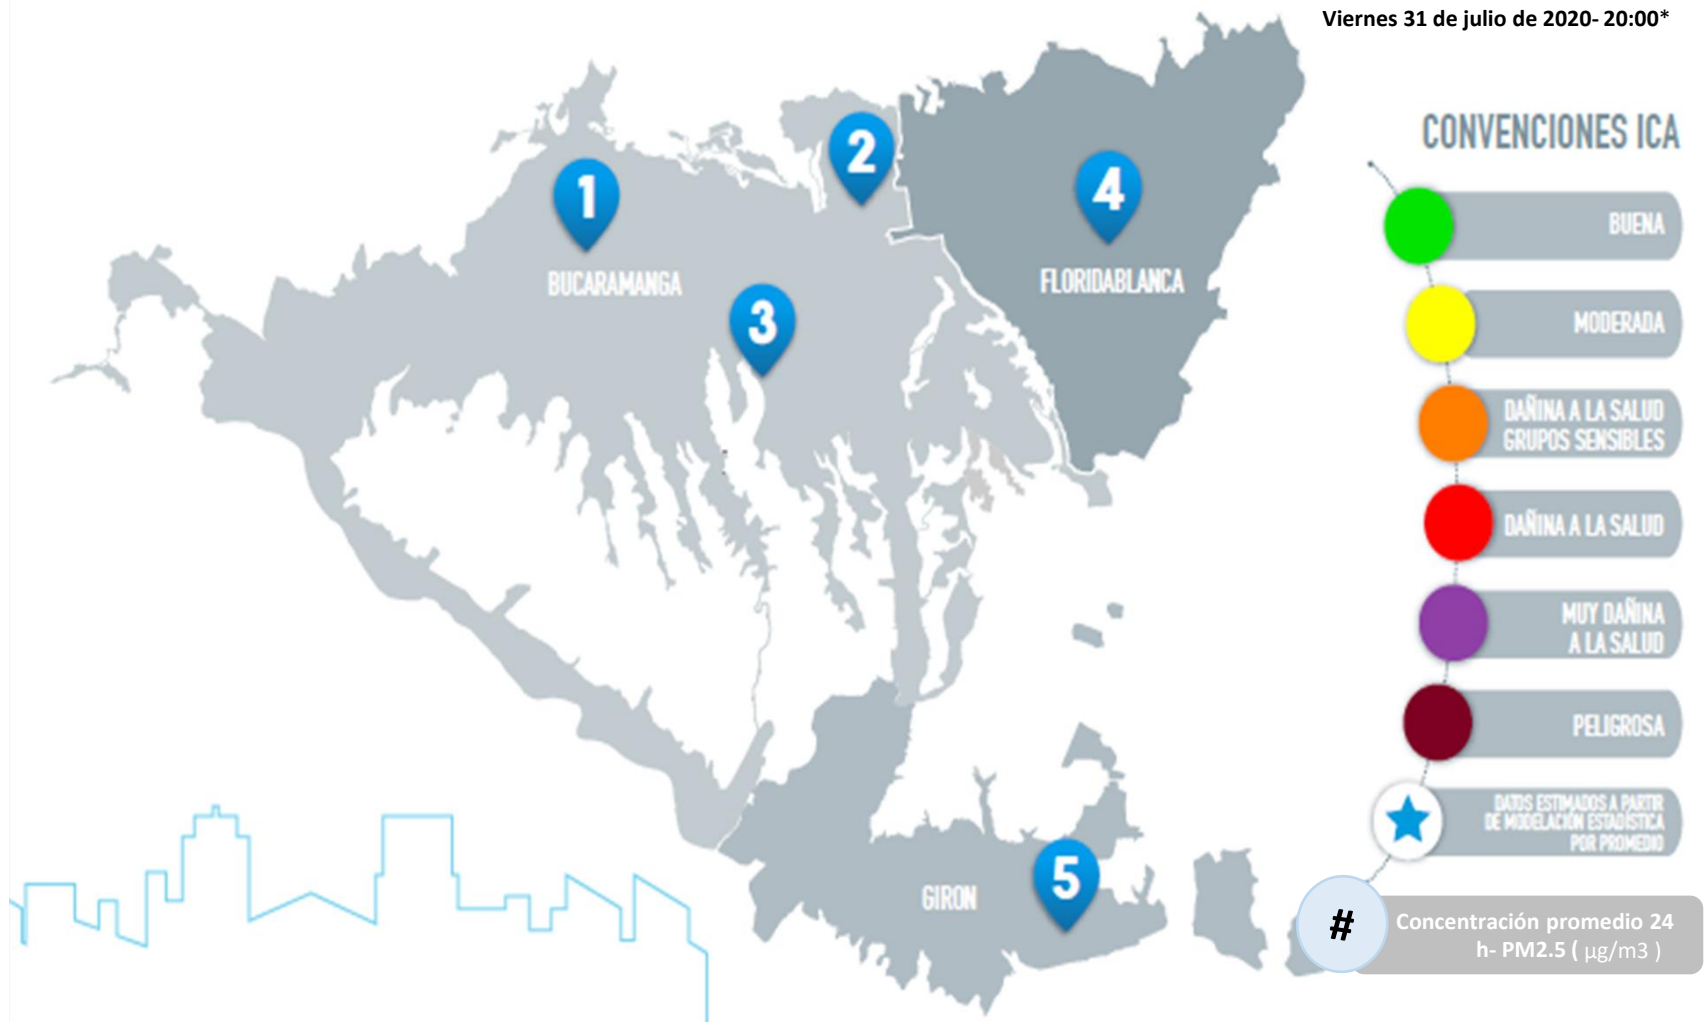 Viernes 31 de julio de 2020- 20:00*
CONVENCIONES ICA
BUENA
MODERADA
DAÑINA A LA SALUD
GRUPOS SENSIBLES
DAÑINA A LA SALUD
MUY DAÑINA
A LA SALUD
PELIGROSA
DATOS ESTIMADOS A PARTIR
DE MODELACIÓN ESTADÍSTICA
POR PROMEDIO
#
Concentración promedio 24
h- PM2.5 ( µg/m3 )
1
2
3
4
5
BUCARAMANGA
FLORIDABLANCA
GIRON